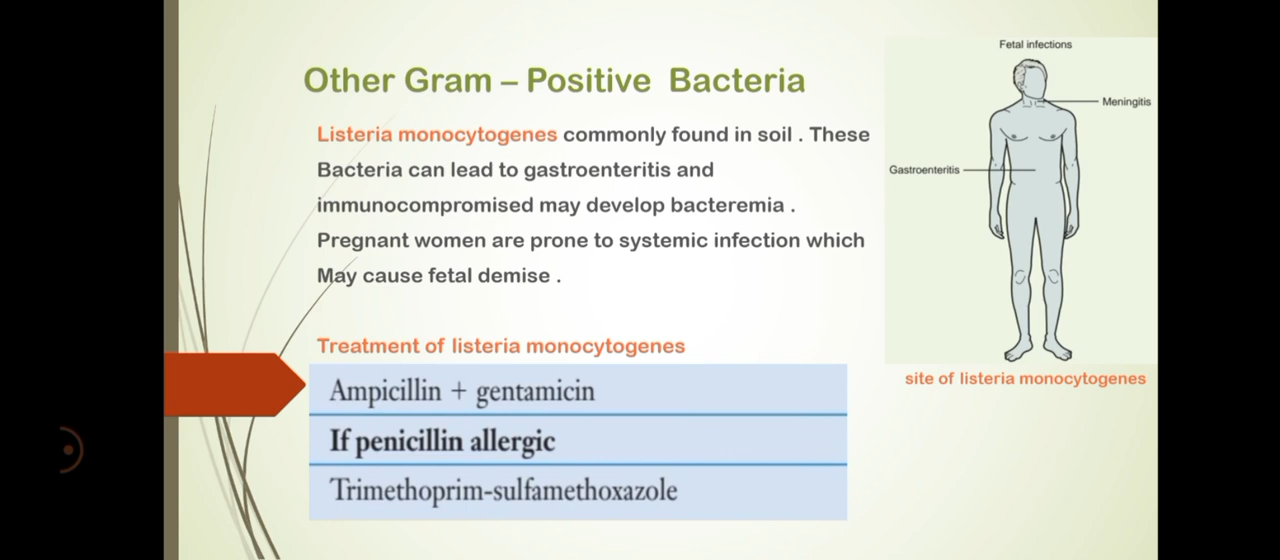 Other Gram – Positive Bacteria
Listeria monocytogenes commonly found in soil . These
Bacteria can lead to gastroenteritis and
immunocompromised may develop bacteremia .
Pregnant women are prone to systemic infection which
May cause fetal demise .
Treatment of listeria monocytogenes
Ampicillin + gentamicin
If penicillin allergic
Trimethoprim-sulfamethoxazole
Fetal infections
Meningitis
Gastroenteritis
site of listeria monocytogenes